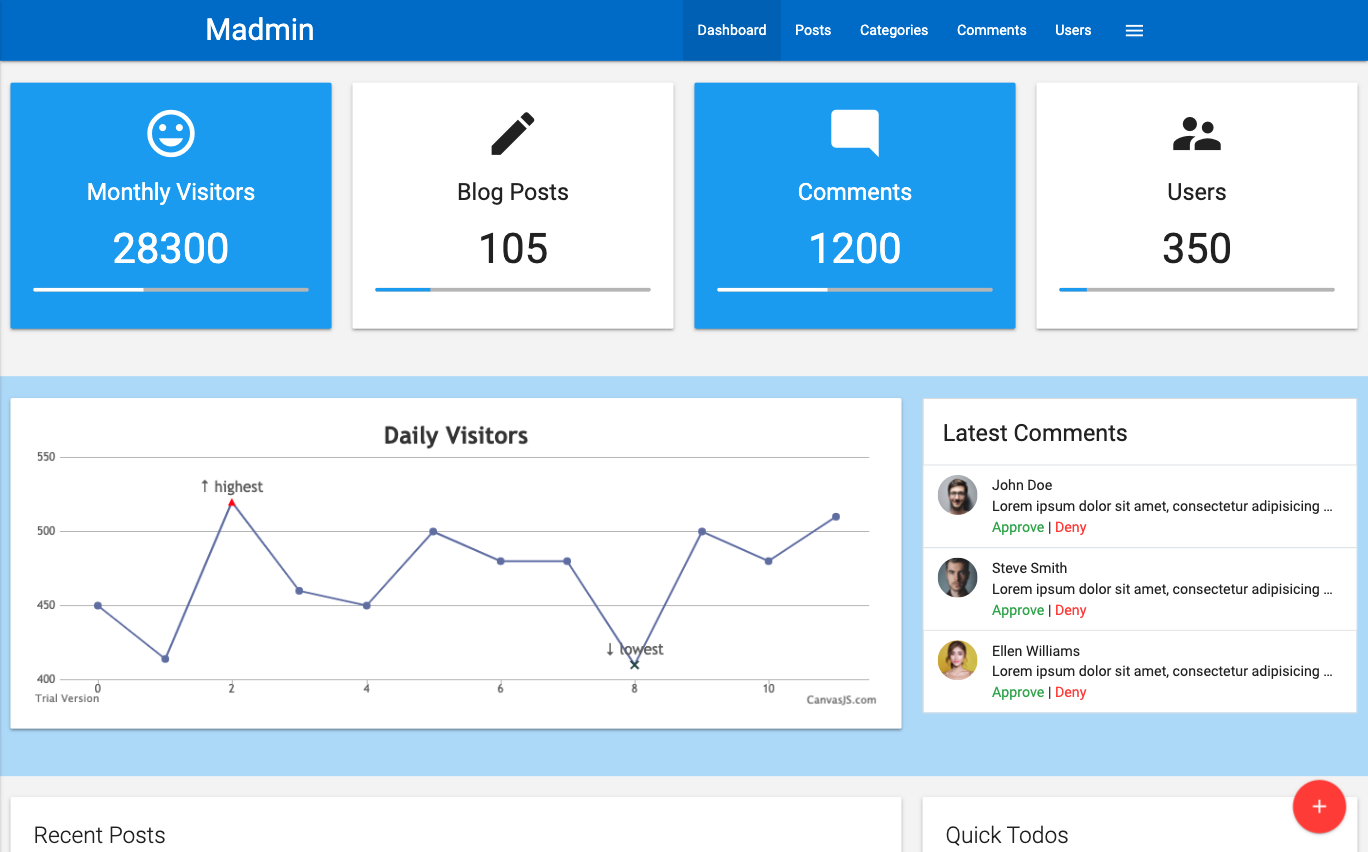 Madmin
Dashboard Posts Categories Comments Users
Monthly Visitors
28300
Blog Posts
105
Comments
1200
Users
350
Daily Visitors
550
500
450
400
↑ highest
↓ lowest
0 2 4 6 8 10
Trial Version
CanvasJS.com
Latest Comments
John Doe
Lorem ipsum dolor sit amet, consectetur adipisicing ...
Approve | Deny
Steve Smith
Lorem ipsum dolor sit amet, consectetur adipisicing ...
Approve | Deny
Ellen Williams
Lorem ipsum dolor sit amet, consectetur adipisicing ...
Approve | Deny
Recent Posts
Quick Todos
+